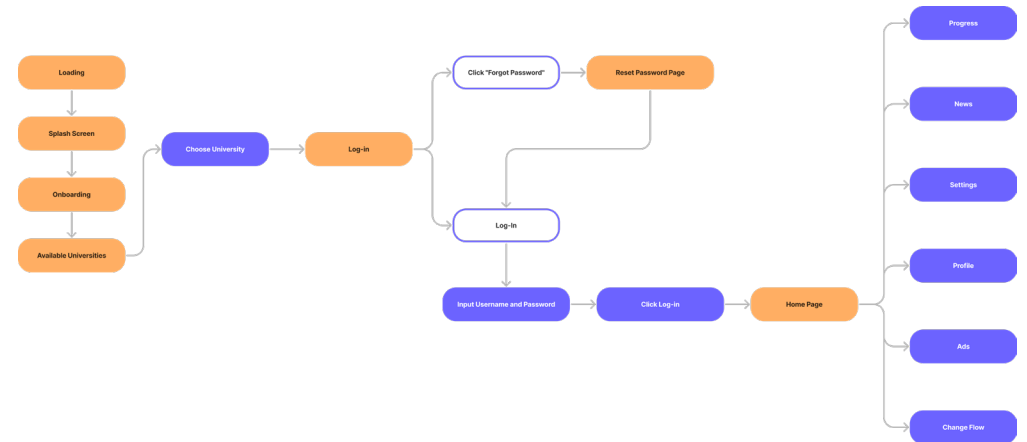 Loading
Splash Screen
Onboarding
Available Universities
Choose University
Log-in
Click "Forgot Password"
Reset Password Page
Log-In
Input Username and Password
Click Log-in
Home Page
Progress
News
Settings
Profile
Ads
Change Flow